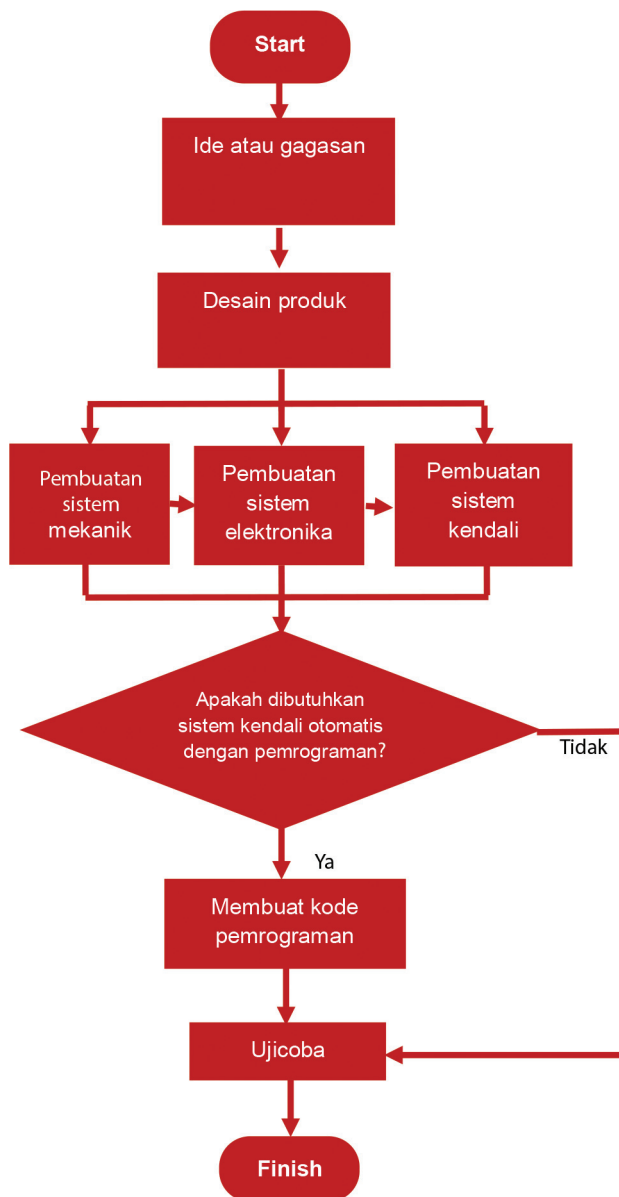 Start
Ide atau gagasan
Desain produk
Pembuatan
sistem
mekanik
Pembuatan
sistem
elektronika
Pembuatan
sistem
kendali
Apakah dibutuhkan
sistem kendali otomatis
dengan pemrograman?
Tidak
Ya
Membuat kode
pemrograman
Ujicoba
Finish